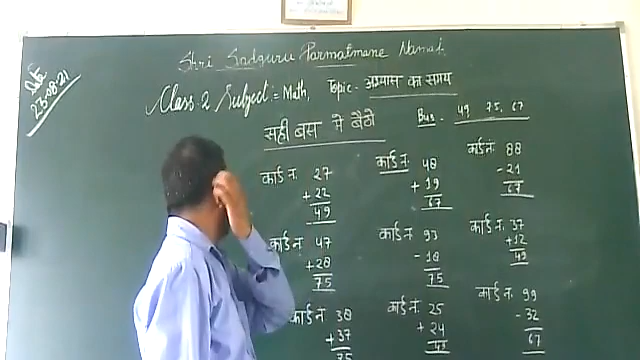 Shri Sadguru Parmatmane Namah
Date 23-08-21
Class-2 Subject:= Math, Topic- अभ्यास का समय
सही बस में बैठो
Bus - 49 75, 67
कार्ड नं. 27
+ 22
49
कार्ड नं. 48
+ 19
67
कार्ड नं. 88
- 21
67
कार्ड नं. 47
+ 28
75
कार्ड नं. 93
- 18
75
कार्ड नं. 37
+ 12
49
कार्ड नं. 38
+ 37
75
कार्ड नं. 25
+ 24
49
कार्ड नं. 99
- 32
67